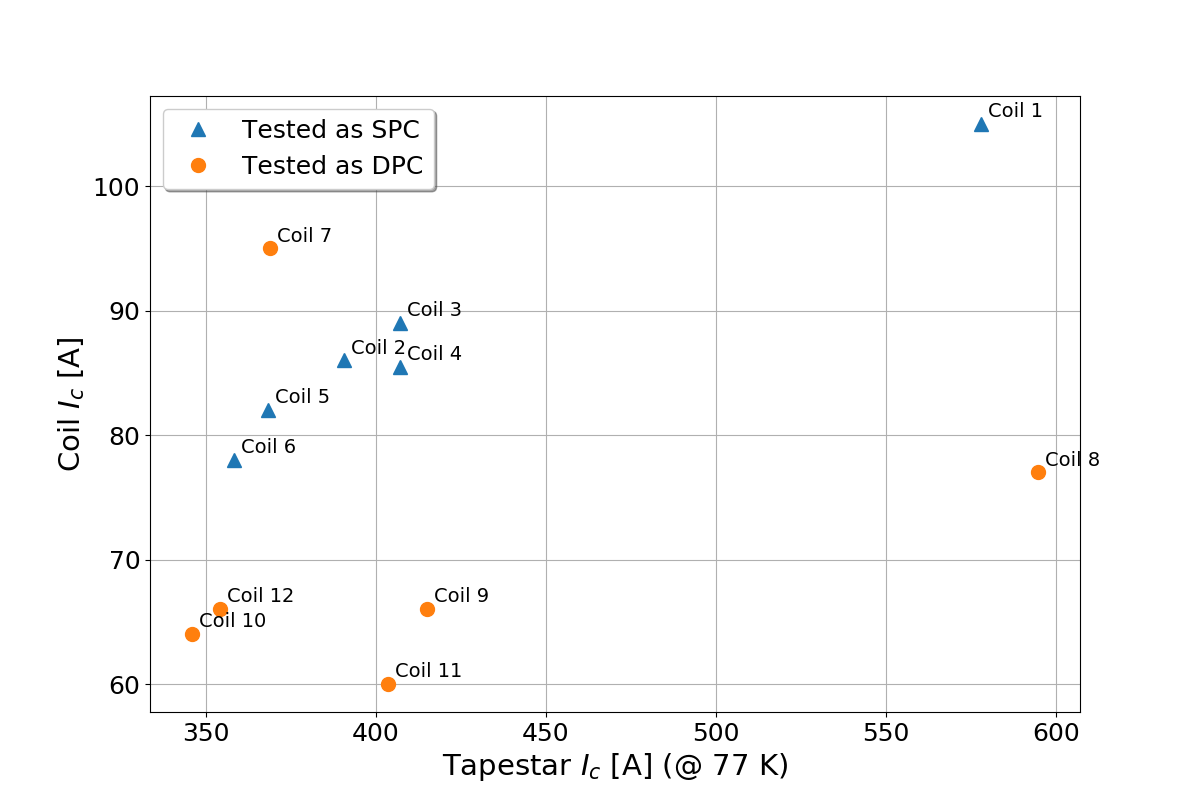 Tested as SPC
Tested as DPC
Coil 1
Coil 7
Coil 3
Coil 2
Coil 4
Coil 5
Coil 6
Coil 8
Coil 12
Coil 9
Coil 10
Coil 11
100
90
80
70
60
Coil I_c [A]
350
400
450
500
550
600
Tapestar I_c [A] (@ 77 K)